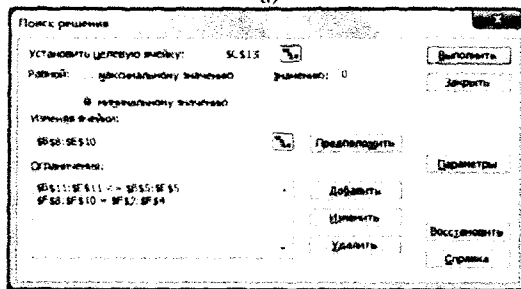 а)
Поиск решения
Установить целевую ячейку: $C$13
Выполнить
Равной: максимальному значению значению: 0
Закрыть
минимальному значению
Изменяя ячейки:
$B$8:$E$10
Предположить
Ограничения:
Параметры
$B$11:$E$11 <= $B$5:$E$5
$F$8:$F$10 = $F$2:$F$4
Добавить
Изменить
Удалить
Восстановить
Справка